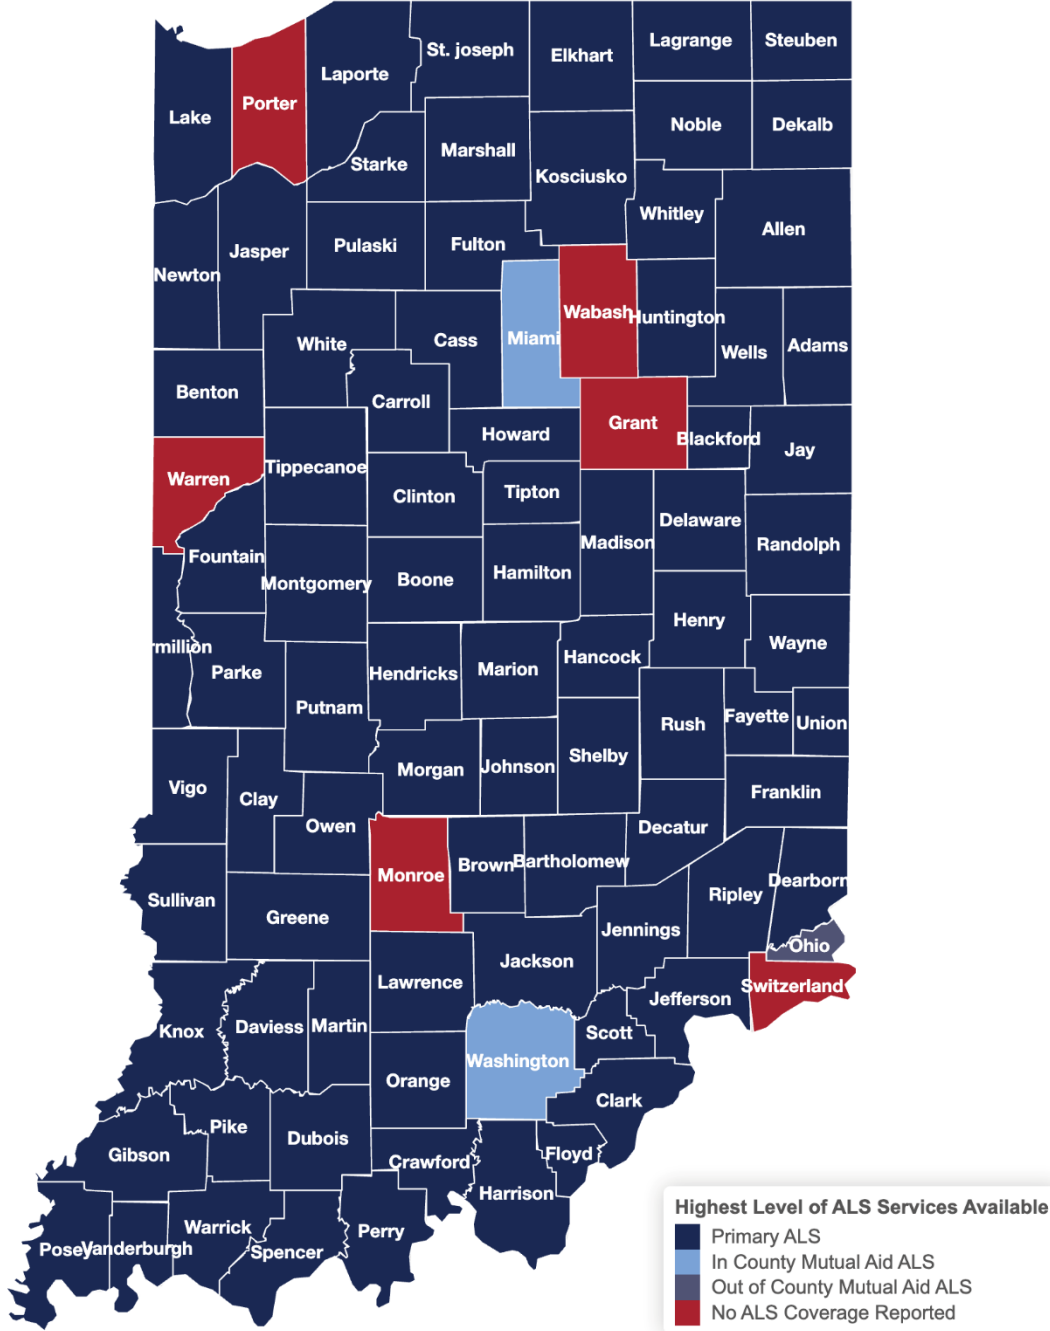 St. joseph
Elkhart
Lagrange
Steuben
Laporte
Porter
Lake
Noble
Dekalb
Marshall
Starke
Kosciusko
Whitley
Allen
Jasper
Pulaski
Fulton
Newton
Wabash
Huntington
Miami
Cass
White
Wells
Adams
Benton
Carroll
Grant
Howard
Blackford
Jay
Warren
Tippecanoe
Clinton
Tipton
Delaware
Madison
Randolph
Fountain
Montgomery
Boone
Hamilton
Henry
Wayne
rmillion
Parke
Hendricks
Marion
Hancock
Putnam
Rush
Fayette
Union
Shelby
Morgan
Johnson
Vigo
Clay
Franklin
Owen
Decatur
Monroe
Brown
Bartholomew
Dearborn
Ripley
Sullivan
Greene
Jennings
Ohio
Jackson
Lawrence
Switzerland
Jefferson
Knox
Daviess
Martin
Scott
Washington
Orange
Clark
Pike
Dubois
Gibson
Crawford
Floyd
Harrison
Warrick
Perry
Posey
Vanderburgh
Spencer
Highest Level of ALS Services Available
Primary ALS
In County Mutual Aid ALS
Out of County Mutual Aid ALS
No ALS Coverage Reported